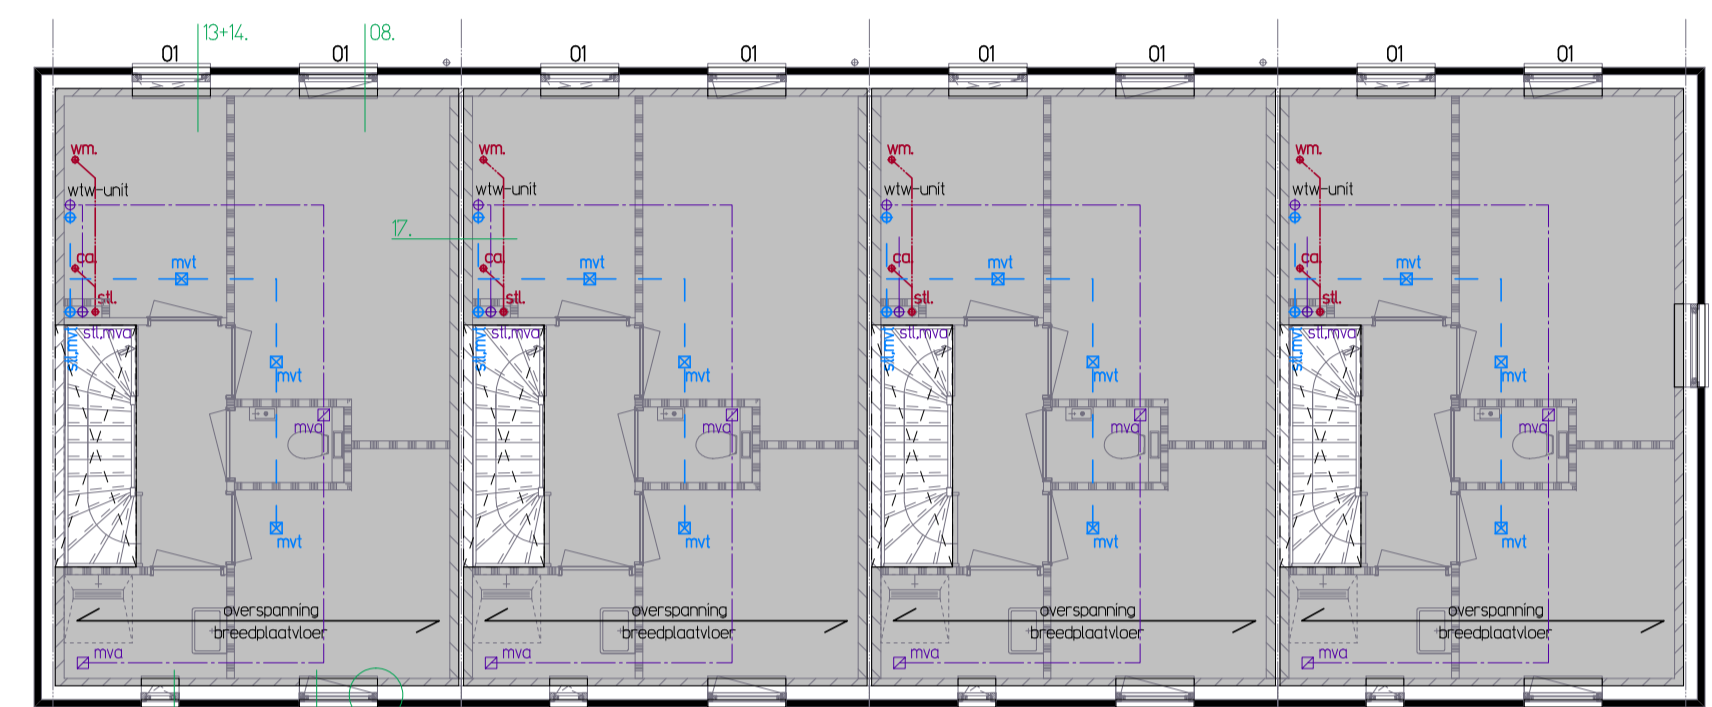 13+14.
08.
01
01
01
01
01
01
01
01
wm.
wm.
wm.
wm.
wtw-unit
wtw-unit
wtw-unit
wtw-unit
17.
ca.
mvt
ca.
mvt
ca.
mvt
ca.
mvt
stl.
stl.
stl.
stl.
stl,mva
stl,mva
stl,mva
stl,mva
stl,mvt
stl,mvt
stl,mvt
stl,mvt
mvt
mvt
mvt
mvt
mva
mva
mva
mva
mvt
mvt
mvt
mvt
overspanning
overspanning
overspanning
overspanning
breedplaatvloer
breedplaatvloer
breedplaatvloer
breedplaatvloer
mva
mva
mva
mva